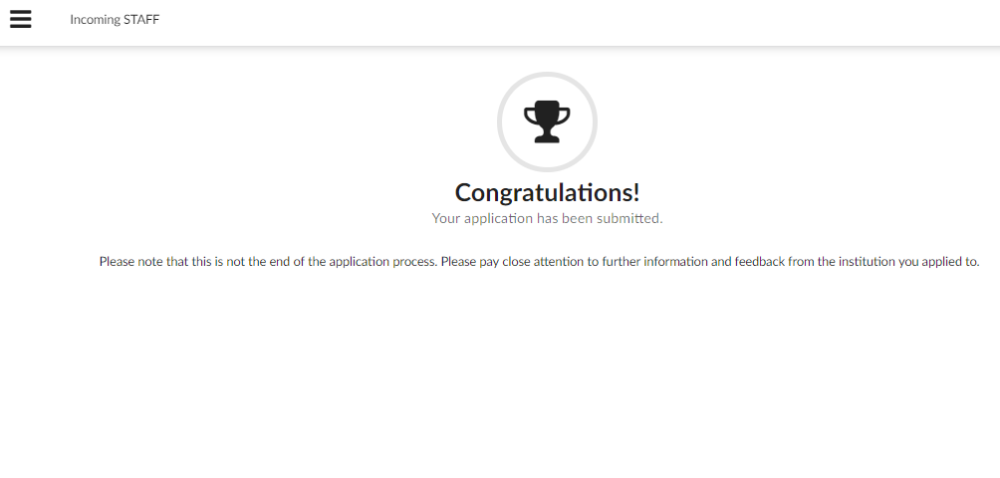 Incoming STAFF
Congratulations!
Your application has been submitted.
Please note that this is not the end of the application process. Please pay close attention to further information and feedback from the institution you applied to.